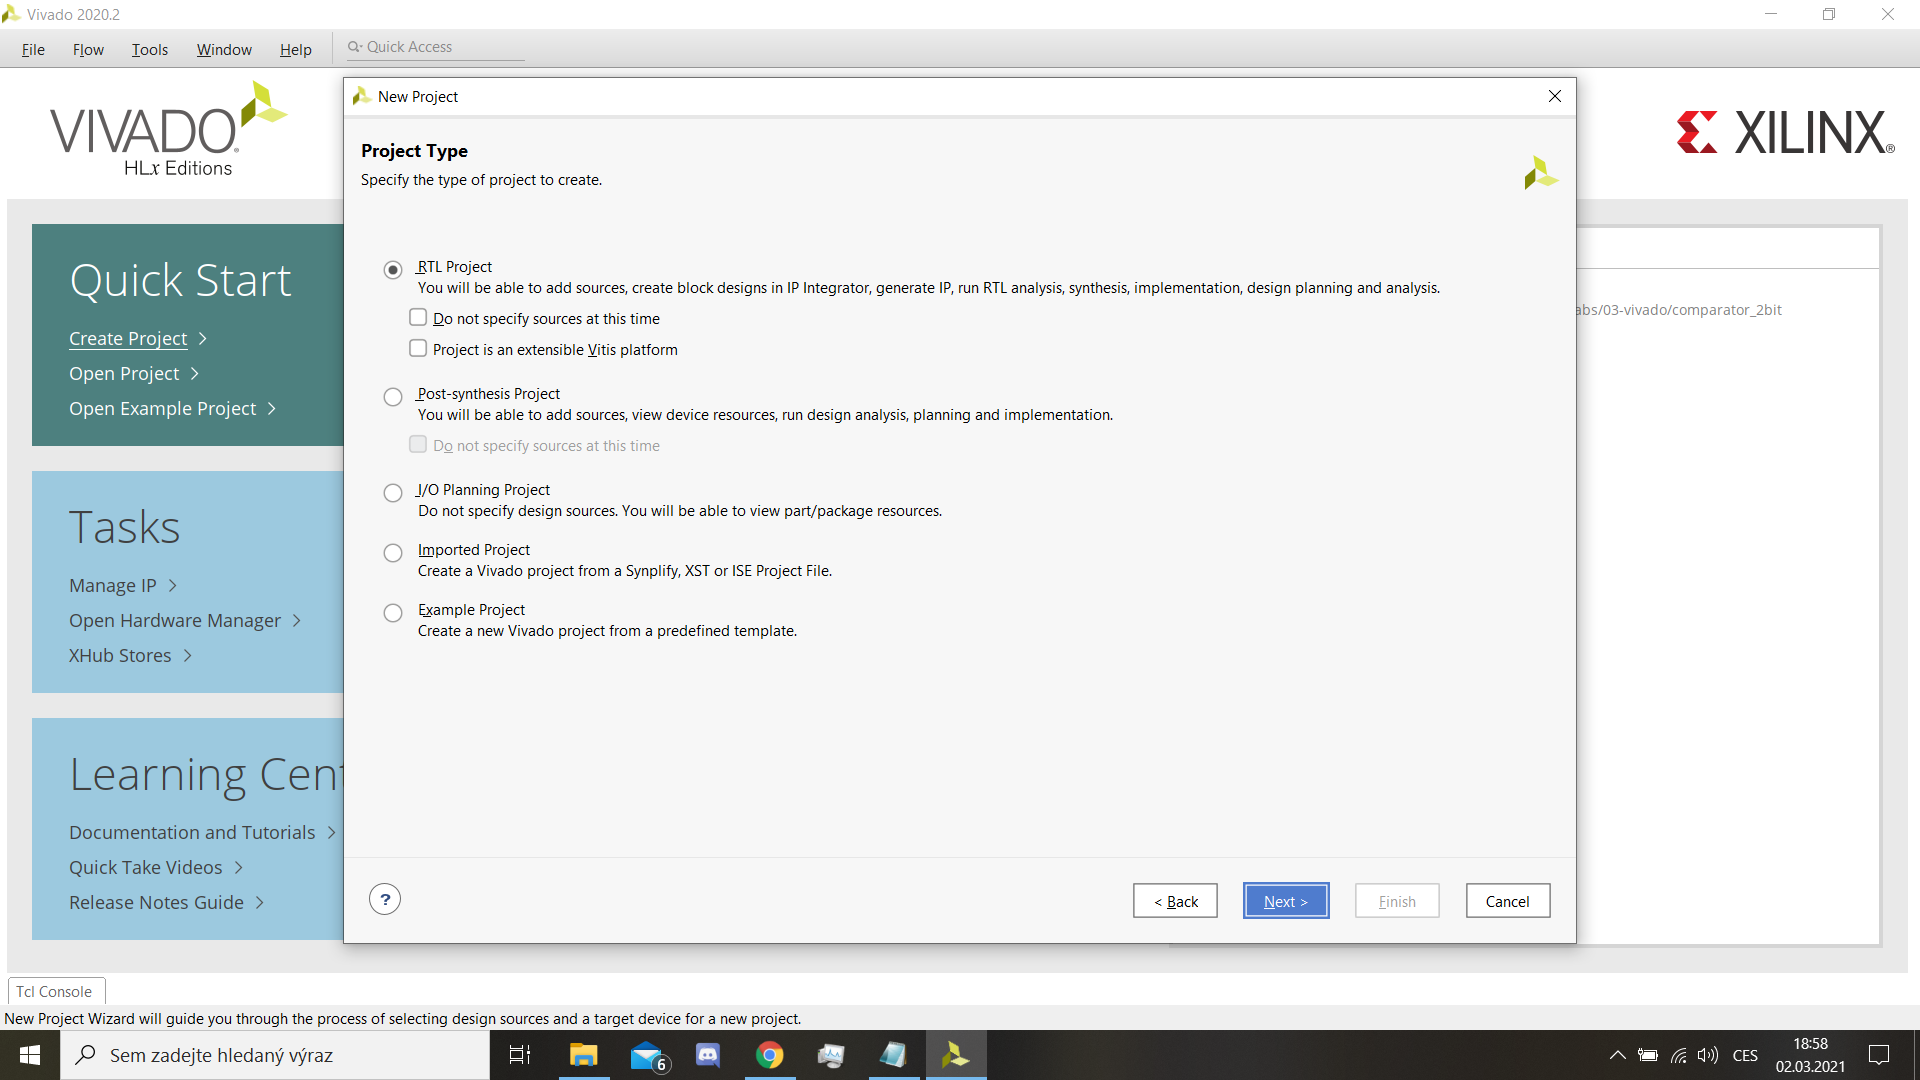 Vivado 2020.2
File Flow Tools Window Help Quick Access
VIVADO®
HLx Editions
XILINX®
New Project
Project Type
Specify the type of project to create.
RTL Project
You will be able to add sources, create block designs in IP Integrator, generate IP, run RTL analysis, synthesis, implementation, design planning and analysis.
Do not specify sources at this time
Project is an extensible Vitis platform
Post-synthesis Project
You will be able to add sources, view device resources, run design analysis, planning and implementation.
Do not specify sources at this time
I/O Planning Project
Do not specify design sources. You will be able to view part/package resources.
Imported Project
Create a Vivado project from a Synplify, XST or ISE Project File.
Example Project
Create a new Vivado project from a predefined template.
? < Back Next > Finish Cancel
Quick Start
Create Project >
Open Project >
Open Example Project >
Tasks
Manage IP >
Open Hardware Manager >
XHub Stores >
Learning Cent
Documentation and Tutorials >
Quick Take Videos >
Release Notes Guide >
abs/03-vivado/comparator_2bit
Tcl Console
New Project Wizard will guide you through the process of selecting design sources and a target device for a new project.
Sem zadejte hledaný výraz
6
CES
18:58
02.03.2021